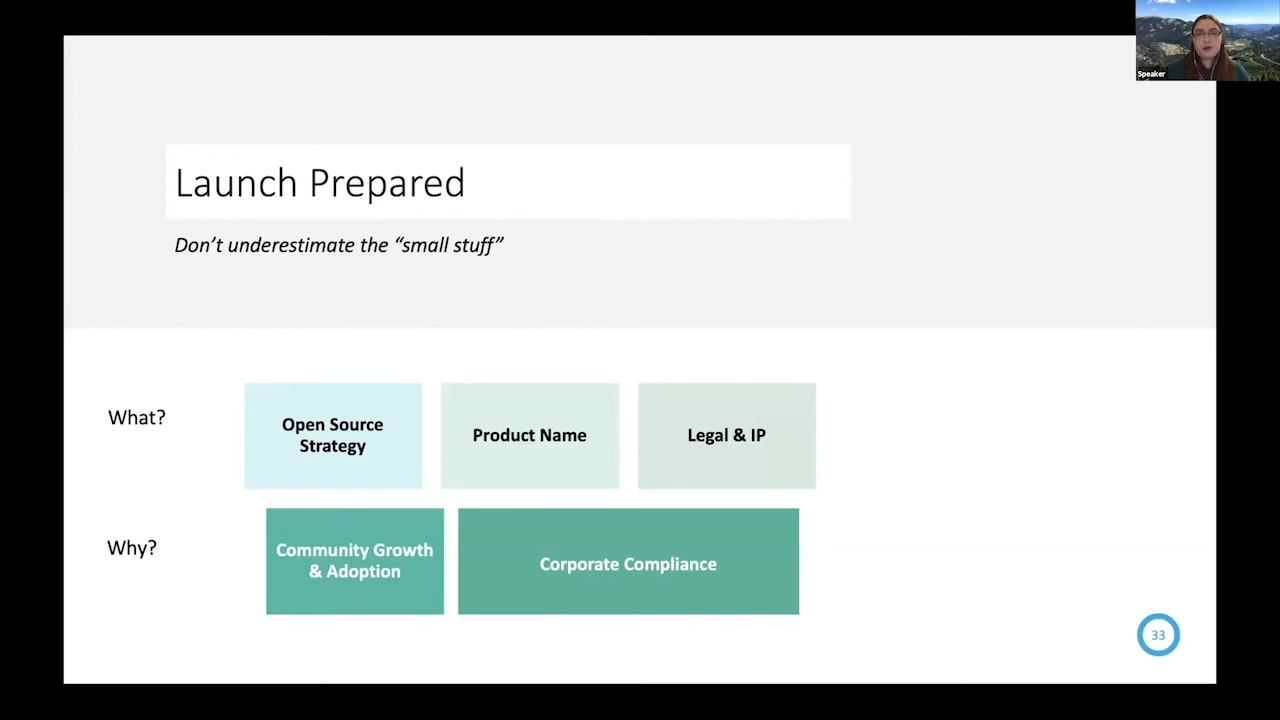 Speaker
Launch Prepared
Don’t underestimate the “small stuff”
What?
Open Source
Strategy
Product Name
Legal & IP
Why?
Community Growth
& Adoption
Corporate Compliance
33